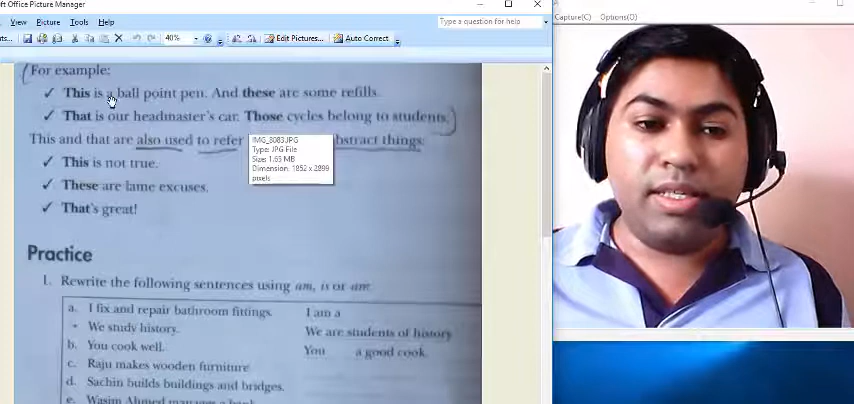 ft Office Picture Manager
View Picture Tools Help
Type a question for help
Capture(C) Options(O)
40%
Edit Pictures...
Auto Correct
For example:
✓ This is a ball point pen. And these are some refills.
✓ That is our headmaster's car. Those cycles belong to students.
This and that are also used to refer bstract things.
IMG_8083.JPG
Type: JPG File
Size: 1.65 MB
Dimension: 1852 x 2899
pixels
✓ This is not true.
✓ These are lame excuses.
✓ That's great!
Practice
1. Rewrite the following sentences using am, is or are.
a. I fix and repair bathroom fittings. I am a
We study history. We are students of history
b. You cook well. You a good cook.
c. Raju makes wooden furniture
d. Sachin builds buildings and bridges.
e. Wasim Ahmed manages a bank